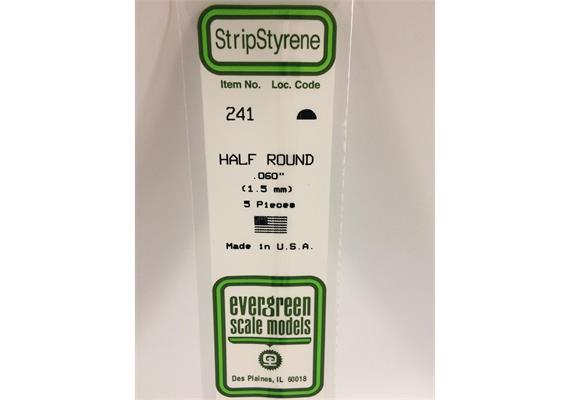 StripStyrene
Item No. Loc. Code
241
HALF ROUND
.060"
(1.5 mm)
5 Pieces
Made in U.S.A.
evergreen
scale models
Des Plaines, IL 60018